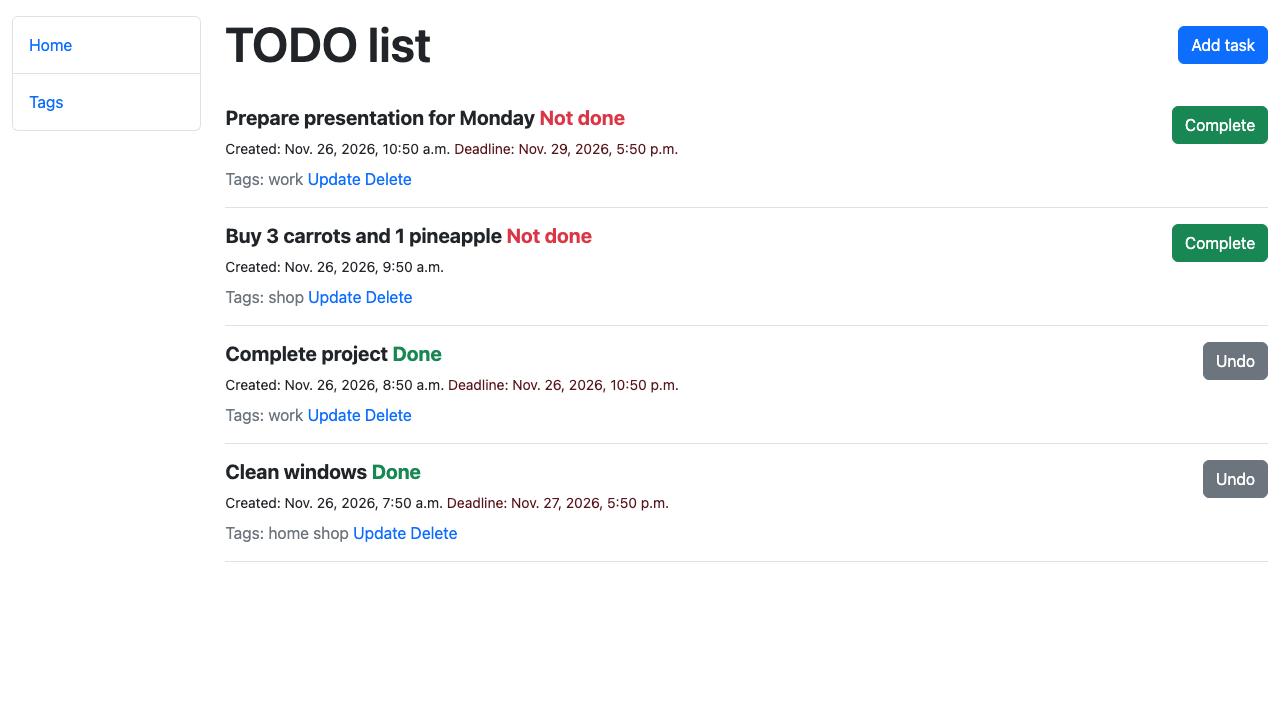 Home
Tags
TODO list
Add task
Prepare presentation for Monday Not done
Complete
Created: Nov. 26, 2026, 10:50 a.m. Deadline: Nov. 29, 2026, 5:50 p.m.
Tags: work Update Delete
Buy 3 carrots and 1 pineapple Not done
Complete
Created: Nov. 26, 2026, 9:50 a.m.
Tags: shop Update Delete
Complete project Done
Undo
Created: Nov. 26, 2026, 8:50 a.m. Deadline: Nov. 26, 2026, 10:50 p.m.
Tags: work Update Delete
Clean windows Done
Undo
Created: Nov. 26, 2026, 7:50 a.m. Deadline: Nov. 27, 2026, 5:50 p.m.
Tags: home shop Update Delete